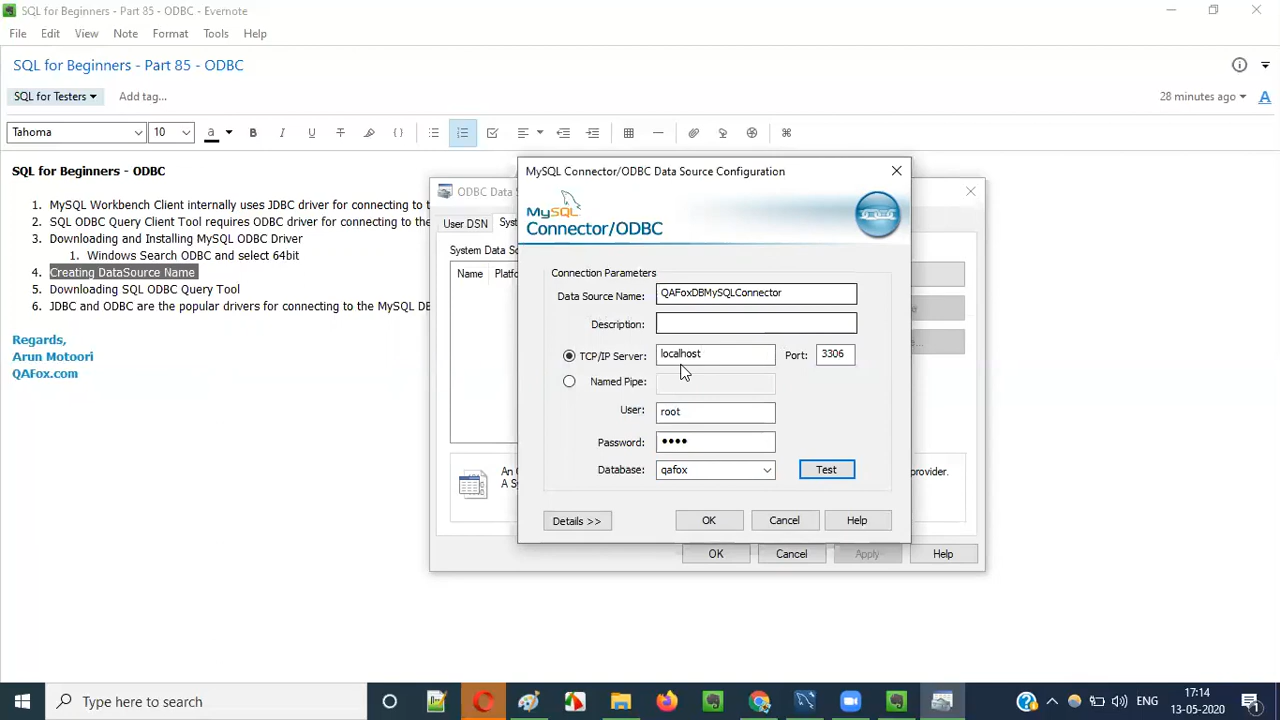 SQL for Beginners - Part 85 - ODBC - Evernote
File Edit View Note Format Tools Help
SQL for Beginners - Part 85 - ODBC
SQL for Testers Add tag... 28 minutes ago
Tahoma 10 a B I U T { }
SQL for Beginners - ODBC
1. MySQL Workbench Client internally uses JDBC driver for connecting to
2. SQL ODBC Query Client Tool requires ODBC driver for connecting to the
3. Downloading and Installing MySQL ODBC Driver
1. Windows Search ODBC and select 64bit
4. Creating DataSource Name
5. Downloading SQL ODBC Query Tool
6. JDBC and ODBC are the popular drivers for connecting to the MySQL DB
Regards,
Arun Motoori
QAFox.com
ODBC Data
User DSN
System Data
Name
An
A
provider.
OK Cancel Apply Help
MySQL Connector/ODBC Data Source Configuration
MySQL
Connector/ODBC
Connection Parameters
Data Source Name: QAFoxDBMySQLConnector
Description:
TCP/IP Server: localhost Port: 3306
Named Pipe:
User: root
Password: ••••
Database: qafox Test
Details >> OK Cancel Help
Type here to search
ENG
17:14
13-05-2020
1